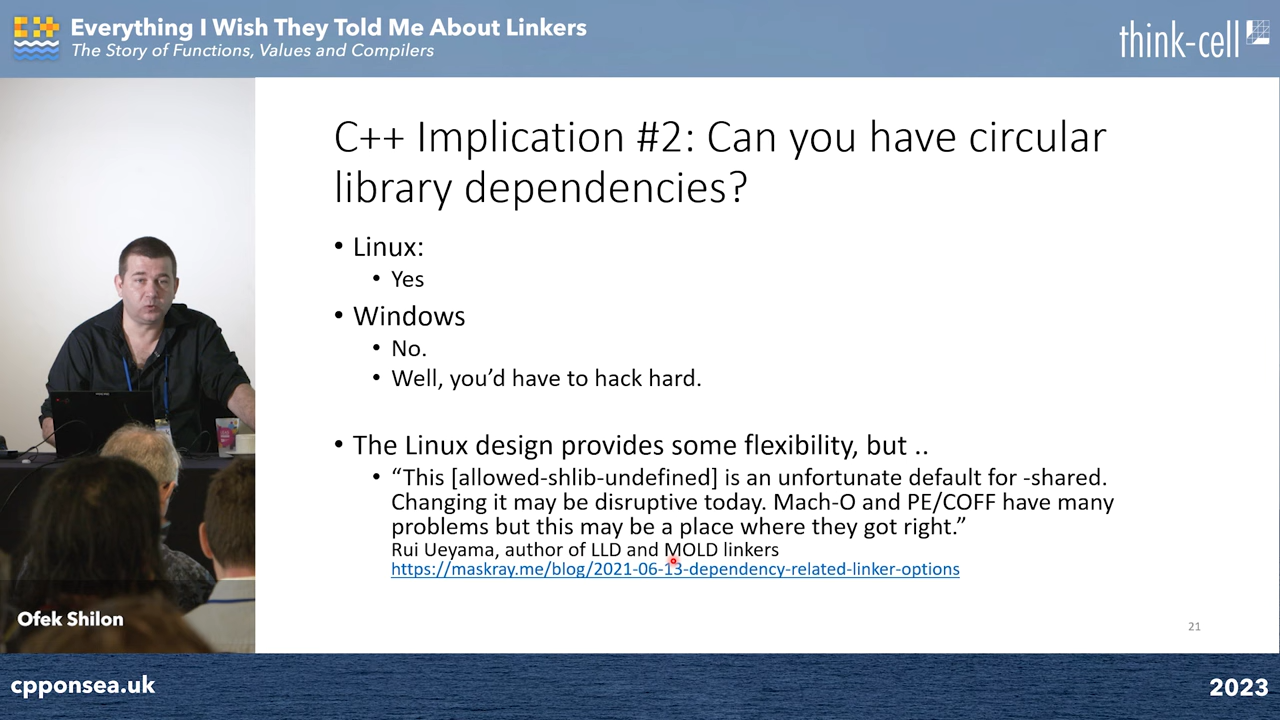 Everything I Wish They Told Me About Linkers
The Story of Functions, Values and Compilers
think-cell
C++ Implication #2: Can you have circular
library dependencies?
• Linux:
• Yes
• Windows
• No.
• Well, you’d have to hack hard.
• The Linux design provides some flexibility, but ..
• “This [allowed-shlib-undefined] is an unfortunate default for -shared.
Changing it may be disruptive today. Mach-O and PE/COFF have many
problems but this may be a place where they got right.”
Rui Ueyama, author of LLD and MOLD linkers
https://maskray.me/blog/2021-06-13-dependency-related-linker-options
21
Ofek Shilon
cpponsea.uk
2023